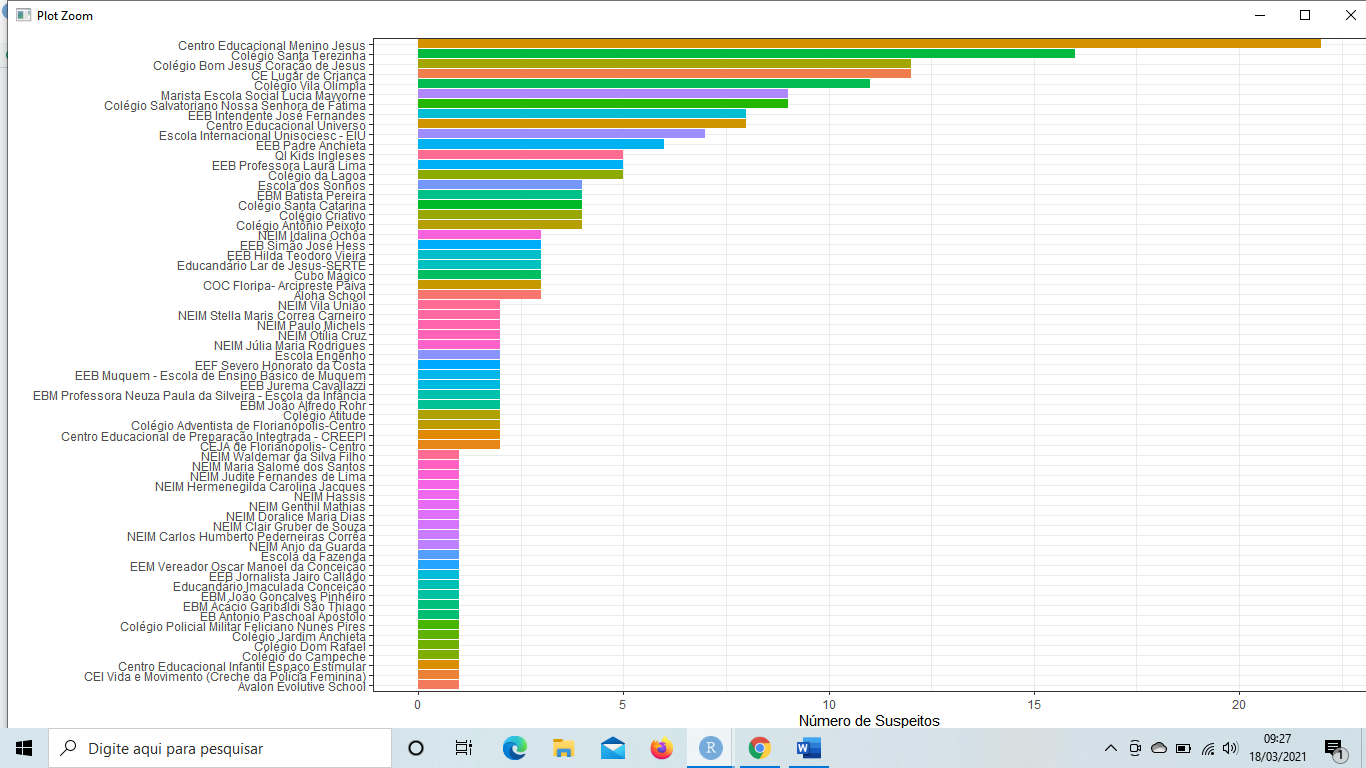 Plot Zoom
Centro Educacional Menino Jesus
Colégio Santa Terezinha
Colégio Bom Jesus Coração de Jesus
CE Lugar de Criança
Colégio Vila Olimpia
Marista Escola Social Lucia Mayvorne
Colégio Salvatoriano Nossa Senhora de Fátima
EEB Intendente José Fernandes
Centro Educacional Universo
Escola Internacional Unisociesc - EIU
EEB Padre Anchieta
QI Kids Ingleses
EEB Professora Laura Lima
Colégio da Lagoa
Escola dos Sonhos
EBM Batista Pereira
Colégio Santa Catarina
Colégio Criativo
Colégio Antônio Peixoto
NEIM Idalina Ochôa
EEB Simão José Hess
EEB Hilda Teodoro Vieira
Educandário Lar de Jesus-SERTE
Cubo Mágico
COC Floripa- Arcipreste Paiva
Aloha School
NEIM Vila União
NEIM Stella Maris Correa Carneiro
NEIM Paulo Michels
NEIM Otília Cruz
NEIM Júlia Maria Rodrigues
Escola Engenho
EEF Severo Honorato da Costa
EEB Muquem - Escola de Ensino Básico de Muquem
EEB Jurema Cavallazzi
EBM Professora Neuza Paula da Silveira - Escola da Infância
EBM João Alfredo Rohr
Colégio Atitude
Colégio Adventista de Florianópolis-Centro
Centro Educacional de Preparação Integtrada - CREEPI
CEJA de Florianópolis- Centro
NEIM Waldemar da Silva Filho
NEIM Maria Salomé dos Santos
NEIM Judite Fernandes de Lima
NEIM Hermenegilda Carolina Jacques
NEIM Hassis
NEIM Genthil Mathias
NEIM Doralice Maria Dias
NEIM Clair Gruber de Souza
NEIM Carlos Humberto Pederneiras Corrêa
NEIM Anjo da Guarda
Escola da Fazenda
EEM Vereador Oscar Manoel da Conceição
EEB Jornalista Jairo Callado
Educandário Imaculada Conceição
EBM João Gonçalves Pinheiro
EBM Acácio Garibaldi São Thiago
EB Antonio Paschoal Apóstolo
Colégio Policial Militar Feliciano Nunes Pires
Colégio Jardim Anchieta
Colégio Dom Rafael
Colégio do Campeche
Centro Educacional Infantil Espaço Estimular
CEI Vida e Movimento (Creche da Polícia Feminina)
Avalon Evolutive School
0 5 10 15 20
Número de Suspeitos
Digite aqui para pesquisar
R
W
09:27
18/03/2021
1